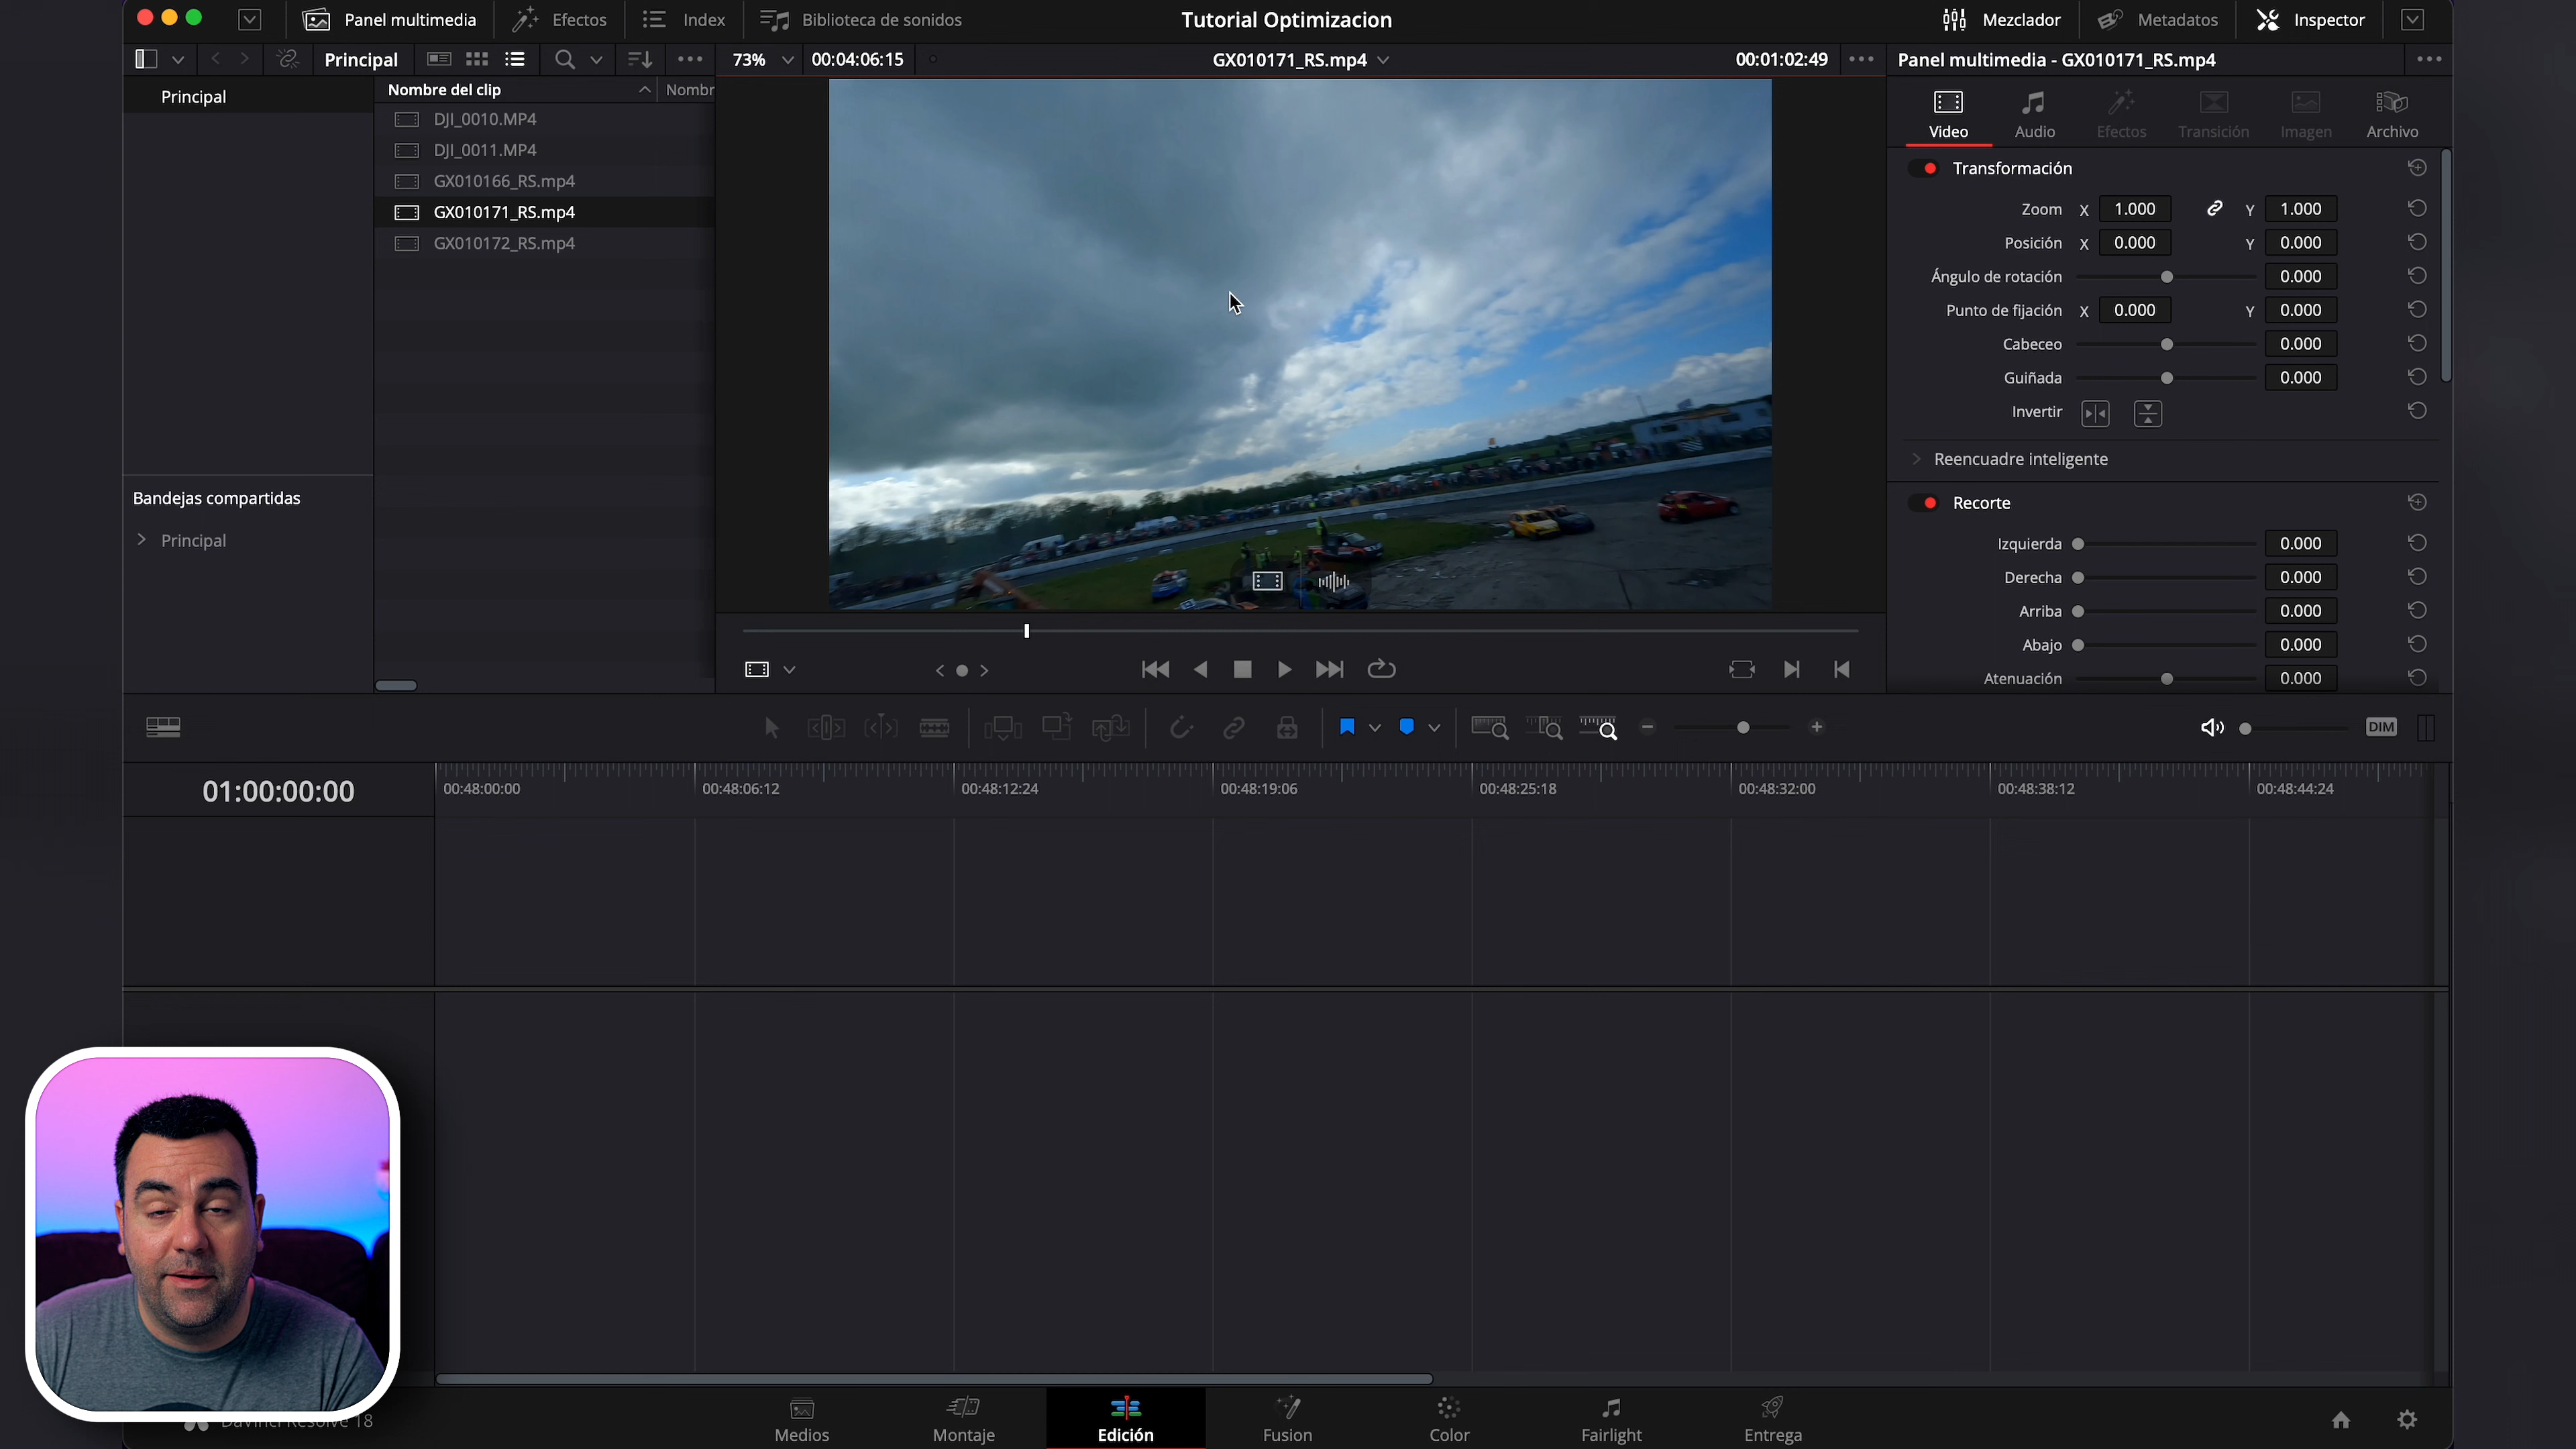 Panel multimedia Efectos Index Biblioteca de sonidos Tutorial Optimizacion Mezclador Metadatos Inspector
Principal 73% 00:04:06:15 GX010171_RS.mp4 00:01:02:49 Panel multimedia - GX010171_RS.mp4
Principal
Nombre del clip Nombr
DJI_0010.MP4
DJI_0011.MP4
GX010166_RS.mp4
GX010171_RS.mp4
GX010172_RS.mp4
Bandejas compartidas
Principal
Video Audio Efectos Transición Imagen Archivo
Transformación
Zoom X 1.000 Y 1.000
Posición X 0.000 Y 0.000
Ángulo de rotación 0.000
Punto de fijación X 0.000 Y 0.000
Cabeceo 0.000
Guiñada 0.000
Invertir
Reencuadre inteligente
Recorte
Izquierda 0.000
Derecha 0.000
Arriba 0.000
Abajo 0.000
Atenuación 0.000
DIM
01:00:00:00
00:48:00:00 00:48:06:12 00:48:12:24 00:48:19:06 00:48:25:18 00:48:32:00 00:48:38:12 00:48:44:24
DaVinci Resolve 18
Medios Montaje Edición Fusion Color Fairlight Entrega